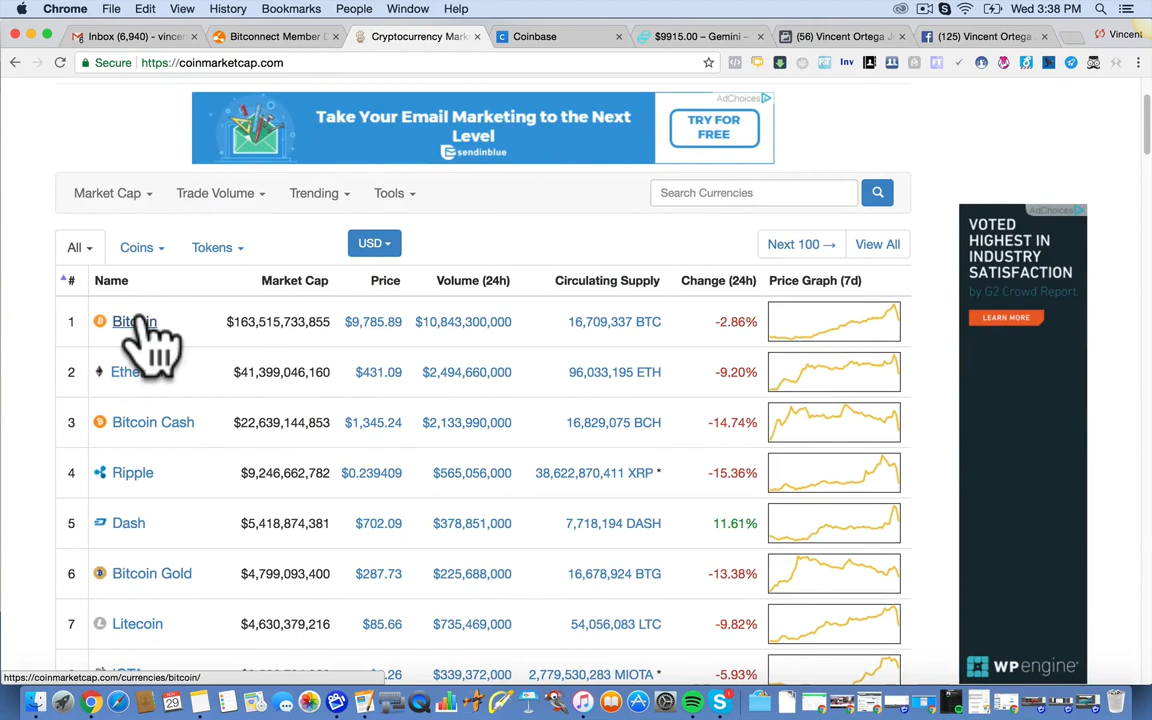 Chrome File Edit View History Bookmarks People Window Help Wed 3:38 PM
Inbox (6,940) - vincen Bitconnect Member D Cryptocurrency Mark Coinbase $9915.00 – Gemini – (56) Vincent Ortega J (125) Vincent Ortega Vincent
Secure https://coinmarketcap.com Inv
AdChoices
Take Your Email Marketing to the Next
Level
sendinblue
TRY FOR
FREE
Market Cap Trade Volume Trending Tools Search Currencies
All Coins Tokens USD Next 100 → View All
# Name Market Cap Price Volume (24h) Circulating Supply Change (24h) Price Graph (7d)
1 Bitcoin $163,515,733,855 $9,785.89 $10,843,300,000 16,709,337 BTC -2.86%
2 Ethe $41,399,046,160 $431.09 $2,494,660,000 96,033,195 ETH -9.20%
3 Bitcoin Cash $22,639,144,853 $1,345.24 $2,133,990,000 16,829,075 BCH -14.74%
4 Ripple $9,246,662,782 $0.239409 $565,056,000 38,622,870,411 XRP * -15.36%
5 Dash $5,418,874,381 $702.09 $378,851,000 7,718,194 DASH 11.61%
6 Bitcoin Gold $4,799,093,400 $287.73 $225,688,000 16,678,924 BTG -13.38%
7 Litecoin $4,630,379,216 $85.66 $735,469,000 54,056,083 LTC -9.82%
.26 $339,372,000 2,779,530,283 MIOTA * -5.93%
AdChoices
VOTED
HIGHEST IN
INDUSTRY
SATISFACTION
by G2 Crowd Report.
LEARN MORE
WPengine
https://coinmarketcap.com/currencies/bitcoin/
NOV
29